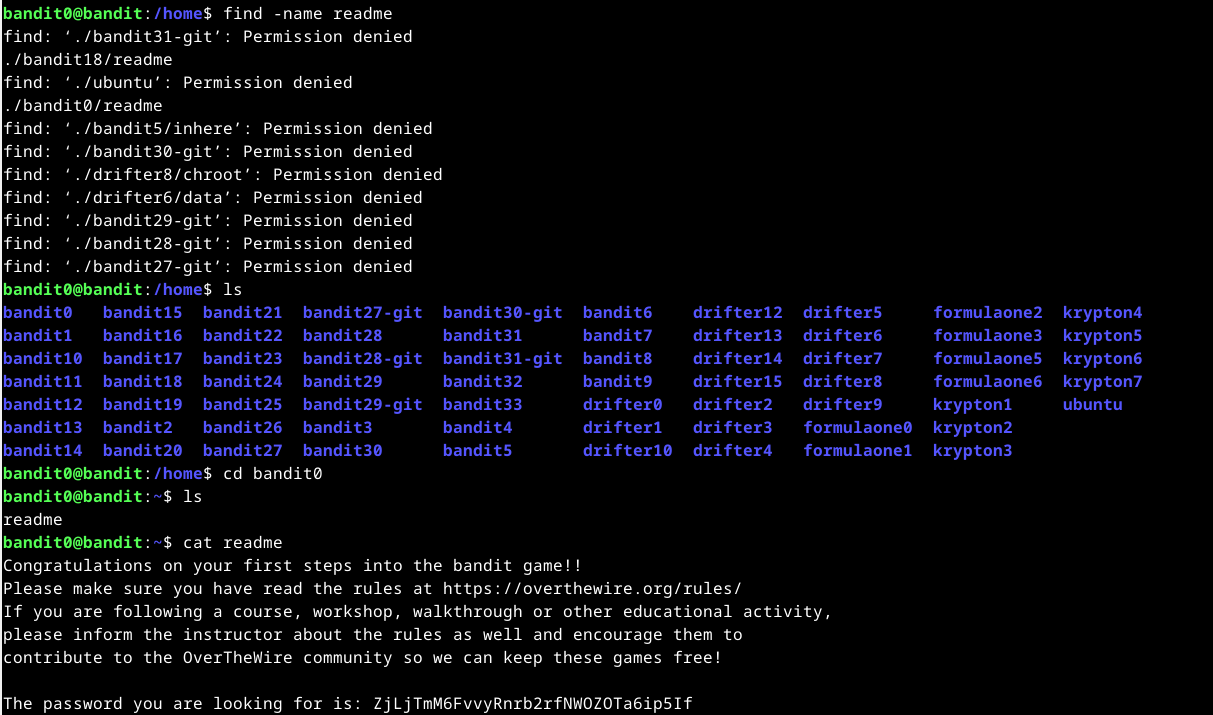 bandit0@bandit:/home$ find -name readme
find: ‘./bandit31-git’: Permission denied
./bandit18/readme
find: ‘./ubuntu’: Permission denied
./bandit0/readme
find: ‘./bandit5/inhere’: Permission denied
find: ‘./bandit30-git’: Permission denied
find: ‘./drifter8/chroot’: Permission denied
find: ‘./drifter6/data’: Permission denied
find: ‘./bandit29-git’: Permission denied
find: ‘./bandit28-git’: Permission denied
find: ‘./bandit27-git’: Permission denied
bandit0@bandit:/home$ ls
bandit0   bandit15  bandit21  bandit27-git  bandit30-git  bandit6    drifter12  drifter5    formulaone2  krypton4
bandit1   bandit16  bandit22  bandit28      bandit31      bandit7    drifter13  drifter6    formulaone3  krypton5
bandit10  bandit17  bandit23  bandit28-git  bandit31-git  bandit8    drifter14  drifter7    formulaone5  krypton6
bandit11  bandit18  bandit24  bandit29      bandit32      bandit9    drifter15  drifter8    formulaone6  krypton7
bandit12  bandit19  bandit25  bandit29-git  bandit33      drifter0   drifter2   drifter9    krypton1     ubuntu
bandit13  bandit2   bandit26  bandit3       bandit4       drifter1   drifter3   formulaone0  krypton2
bandit14  bandit20  bandit27  bandit30      bandit5       drifter10  drifter4   formulaone1  krypton3
bandit0@bandit:/home$ cd bandit0
bandit0@bandit:~$ ls
readme
bandit0@bandit:~$ cat readme
Congratulations on your first steps into the bandit game!!
Please make sure you have read the rules at https://overthewire.org/rules/
If you are following a course, workshop, walkthrough or other educational activity,
please inform the instructor about the rules as well and encourage them to
contribute to the OverTheWire community so we can keep these games free!

The password you are looking for is: ZjLjTmM6FvvyRnrb2rfNWOZOTa6ip5If